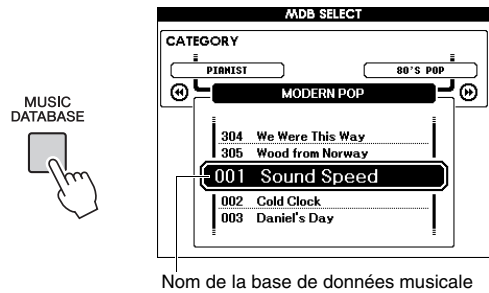 MDB SELECT
CATEGORY
PIANIST
80'S POP
MODERN POP
MUSIC
DATABASE
304 We Were This Way
305 Wood from Norway
001 Sound Speed
002 Cold Clock
003 Daniel's Day
Nom de la base de données musicale